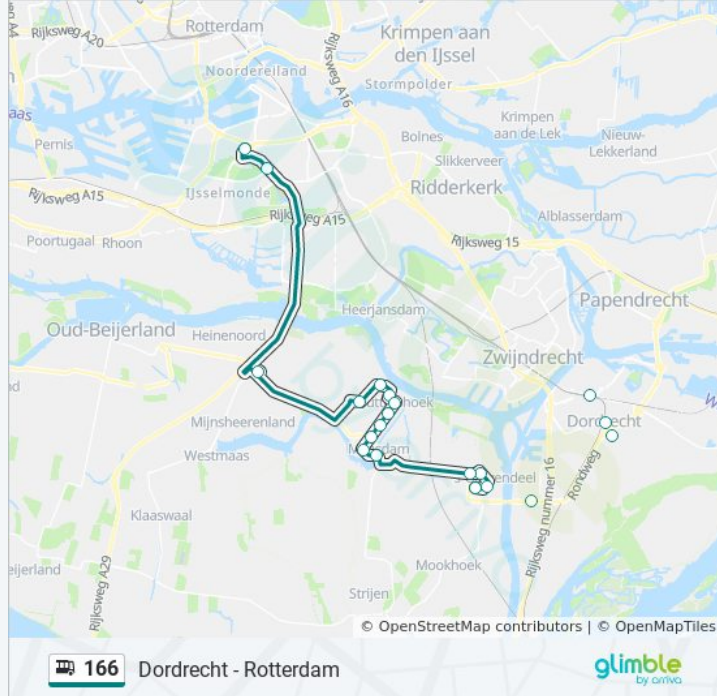 Rijksweg A4
Rijksweg A20
Rotterdam
Krimpen aan
den IJssel
Noordereiland
Rijksweg A16
Stormpolder
Krimpen
aan de Lek
Nieuw-
Lekkerland
Pernis
Bolnes
Slikkerveer
Ridderkerk
IJsselmonde
Rijksweg A15
Rijksweg A15
Alblasserdam
Poortugaal
Rhoon
Rijksweg 15
Papendrecht
Oud-Beijerland
Heinenoord
Heerjansdam
Zwijndrecht
Mijnsheerenland
Dordrecht
Westmaas
Rondweg
Rijksweg nummer 16
Klaaswaal
Rijksweg A29
Mookhoek
Strijen
© OpenStreetMap contributors | © OpenMapTiles
166 Dordrecht - Rotterdam
glimble
by arriva